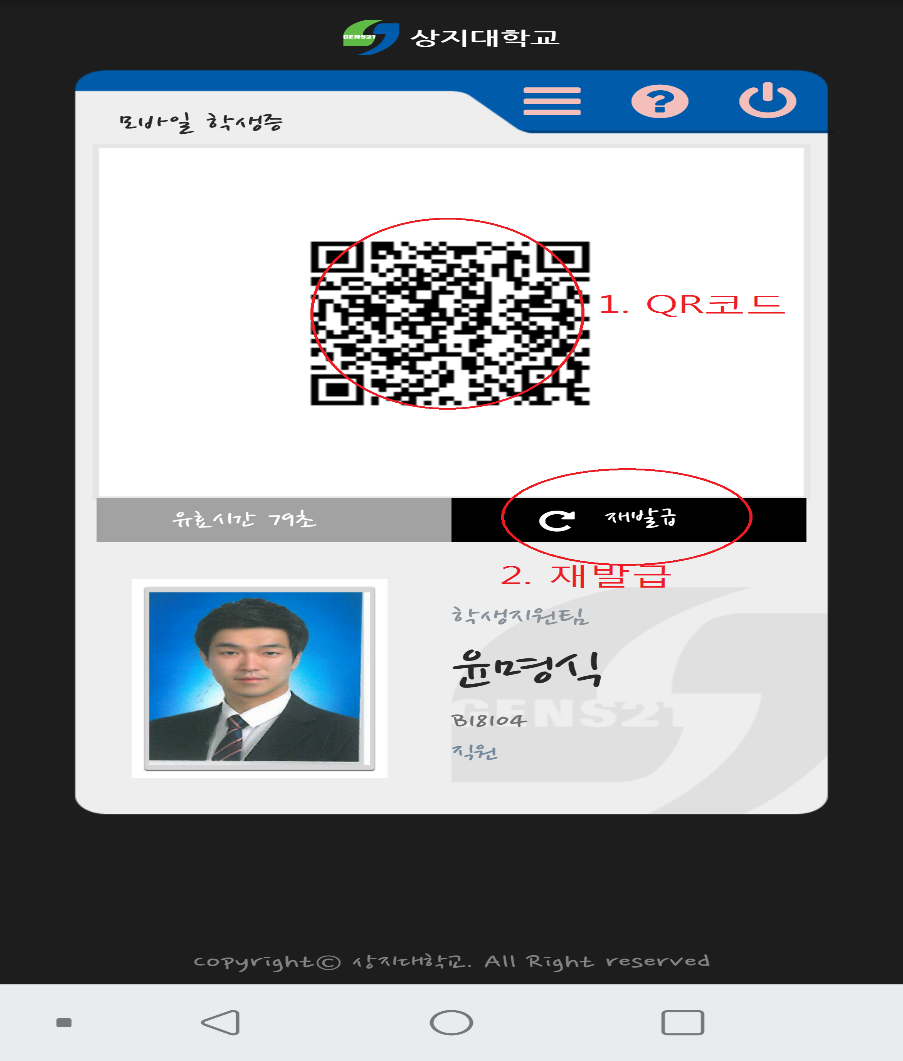 GENS21 상지대학교
?
모바일 학생증
1. QR코드
유효시간 79초
재발급
2. 재발급
학생지원팀
윤명식
GENS21
B18104
직원
copyright© 상지대학교. All Right reserved